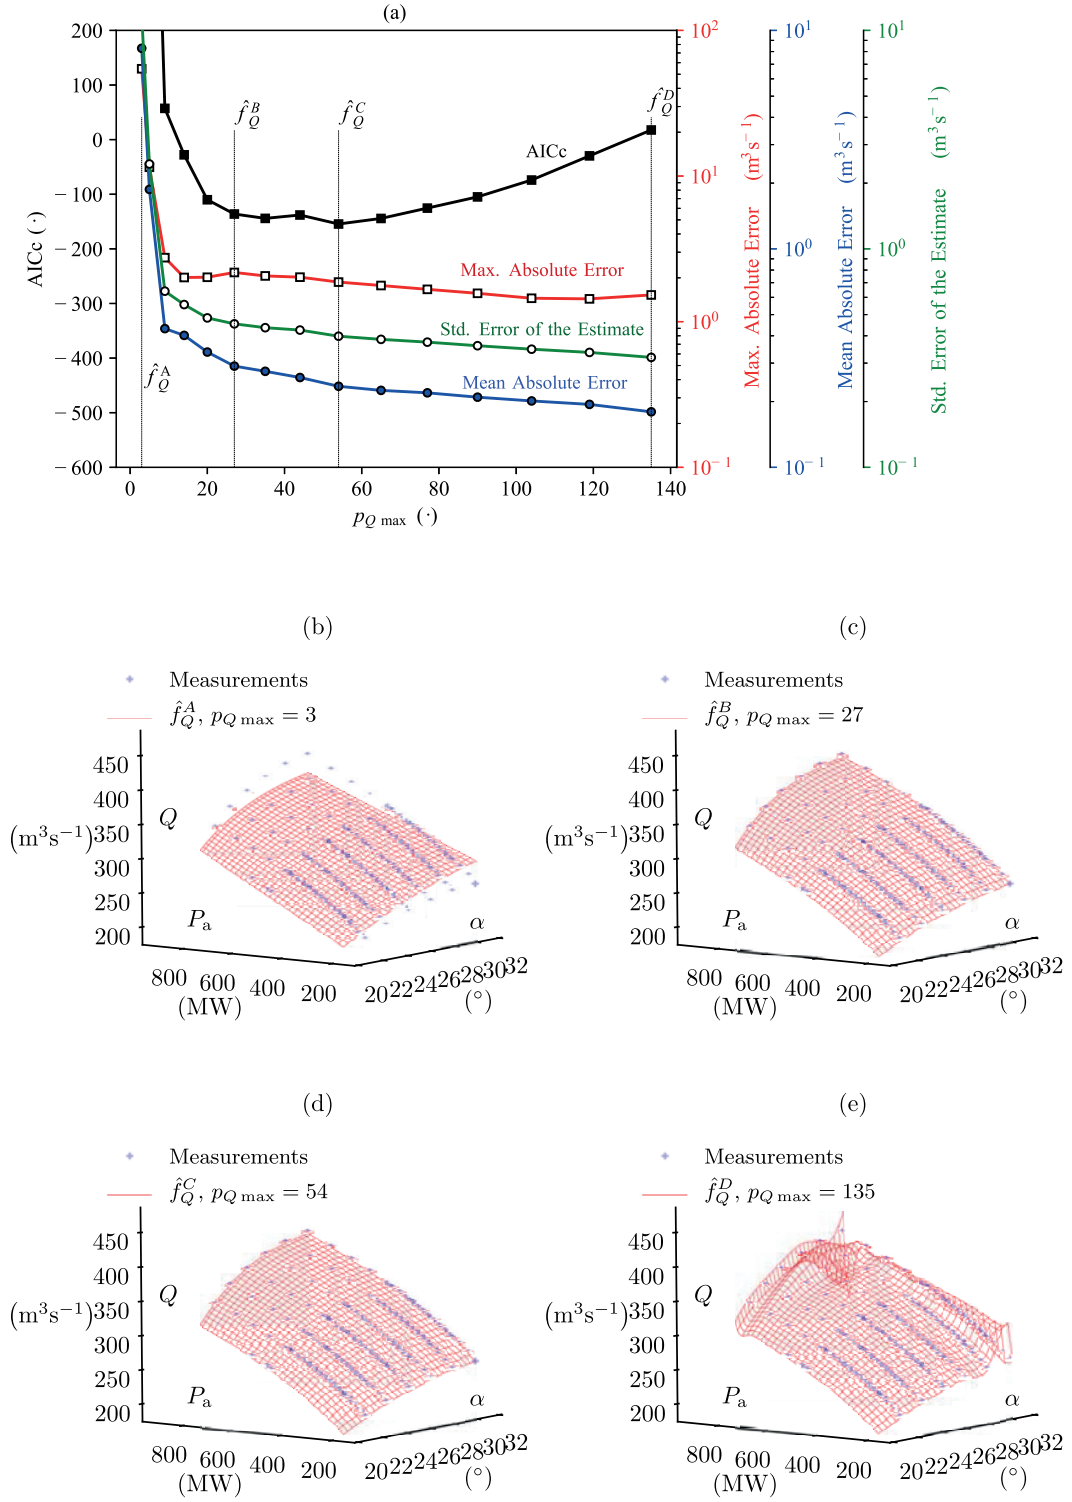 (a)
200
100
0
−100
−200
−300
−400
−500
−600
AICc (·)
0 20 40 60 80 100 120 140
p_Q max (·)
f̂_Q^A
f̂_Q^B
f̂_Q^C
f̂_Q^D
AICc
Max. Absolute Error
Std. Error of the Estimate
Mean Absolute Error
10^2
10^1
10^0
10^−1
Max. Absolute Error (m^3 s^−1)
10^1
10^0
10^−1
Mean Absolute Error (m^3 s^−1)
10^1
10^0
10^−1
Std. Error of the Estimate (m^3 s^−1)
(b)
Measurements
f̂_Q^A, p_Q max = 3
450
400
350
300
250
200
Q
(m^3s^−1)
P_a
α
800 600 400 200
(MW)
20 22 24 26 28 30 32
(°)
(c)
Measurements
f̂_Q^B, p_Q max = 27
450
400
350
300
250
200
Q
(m^3s^−1)
P_a
α
800 600 400 200
(MW)
20 22 24 26 28 30 32
(°)
(d)
Measurements
f̂_Q^C, p_Q max = 54
450
400
350
300
250
200
Q
(m^3s^−1)
P_a
α
800 600 400 200
(MW)
20 22 24 26 28 30 32
(°)
(e)
Measurements
f̂_Q^D, p_Q max = 135
450
400
350
300
250
200
Q
(m^3s^−1)
P_a
α
800 600 400 200
(MW)
20 22 24 26 28 30 32
(°)